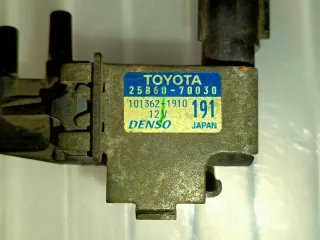 TOYOTA
25860-70030
101362-1910
12V 191
DENSO JAPAN